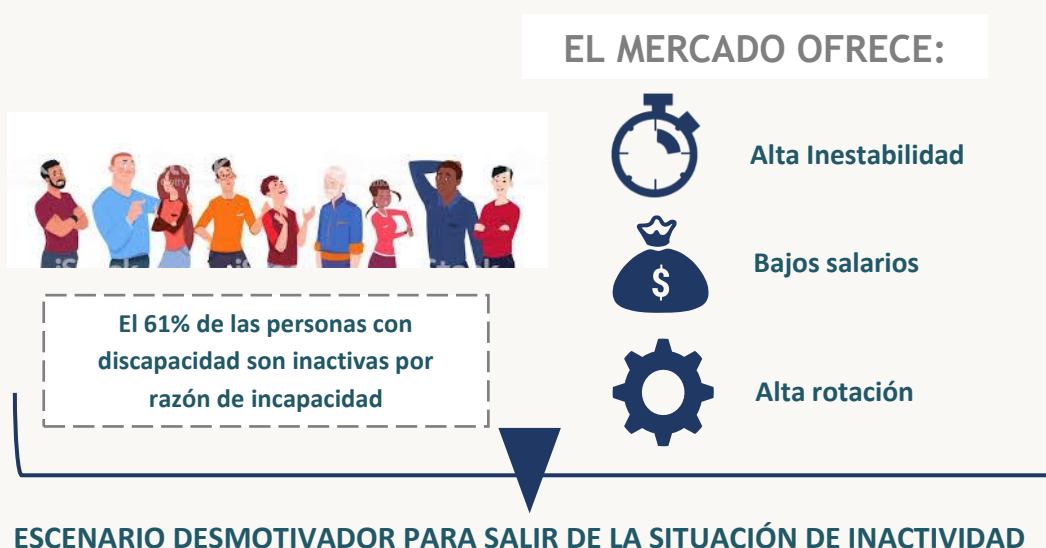 EL MERCADO OFRECE:
Alta Inestabilidad
Bajos salarios
$
Alta rotación
El 61% de las personas con
discapacidad son inactivas por
razón de incapacidad
ESCENARIO DESMOTIVADOR PARA SALIR DE LA SITUACIÓN DE INACTIVIDAD